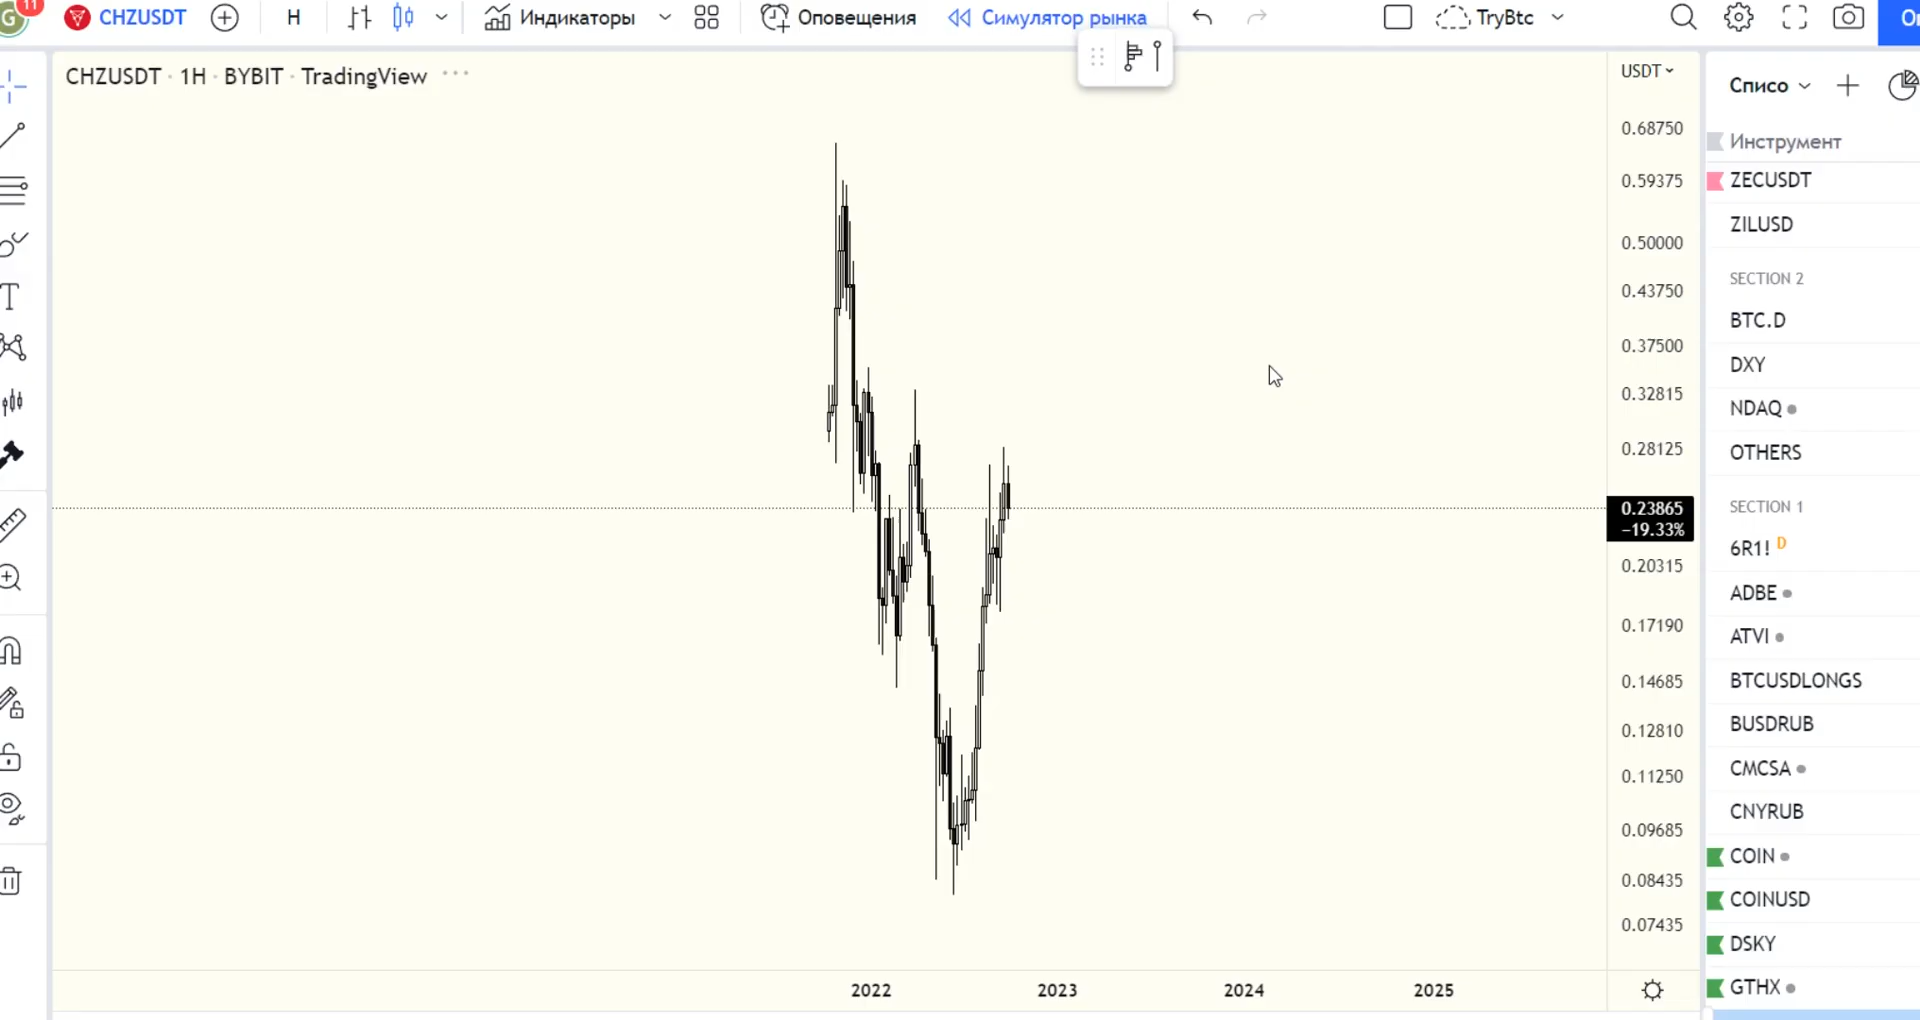 11
CHZUSDT
Н
Индикаторы
Оповещения
Симулятор рынка
TryBtc
CHZUSDT · 1Н · BYBIT · TradingView
USDT
0.68750
0.59375
0.50000
0.43750
0.37500
0.32815
0.28125
0.23865
−19.33%
0.20315
0.17190
0.14685
0.12810
0.11250
0.09685
0.08435
0.07435
2022
2023
2024
2025
Списо
Инструмент
ZECUSDT
ZILUSD
SECTION 2
BTC.D
DXY
NDAQ
OTHERS
SECTION 1
6R1! D
ADBE
ATVI
BTCUSDLONGS
BUSDRUB
CMCSA
CNYRUB
COIN
COINUSD
DSKY
GTHX